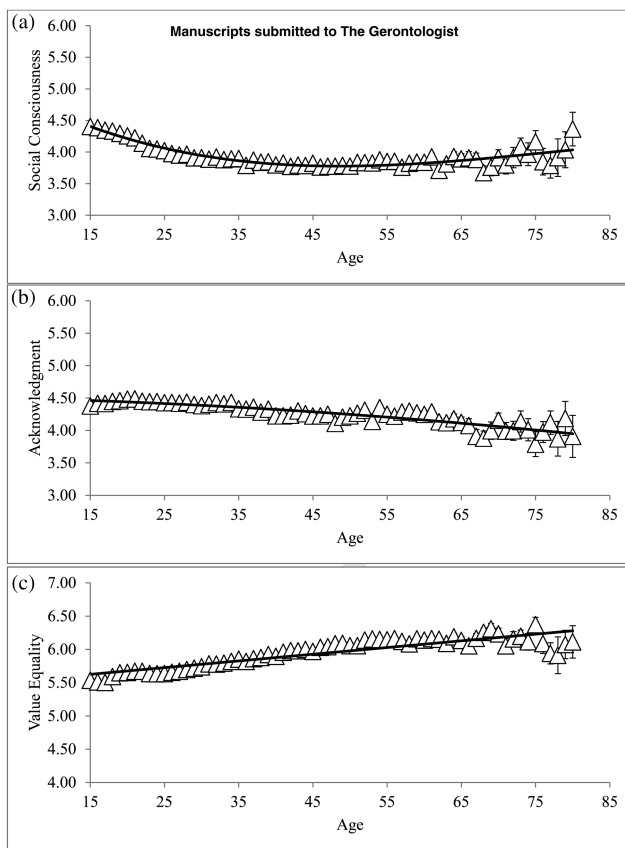 (a)
Manuscripts submitted to The Gerontologist
Social Consciousness
6.00
5.50
5.00
4.50
4.00
3.50
3.00
15 25 35 45 55 65 75 85
Age
(b)
Acknowledgment
6.00
5.50
5.00
4.50
4.00
3.50
3.00
15 25 35 45 55 65 75 85
Age
(c)
Value Equality
7.00
6.50
6.00
5.50
5.00
4.50
4.00
15 25 35 45 55 65 75 85
Age